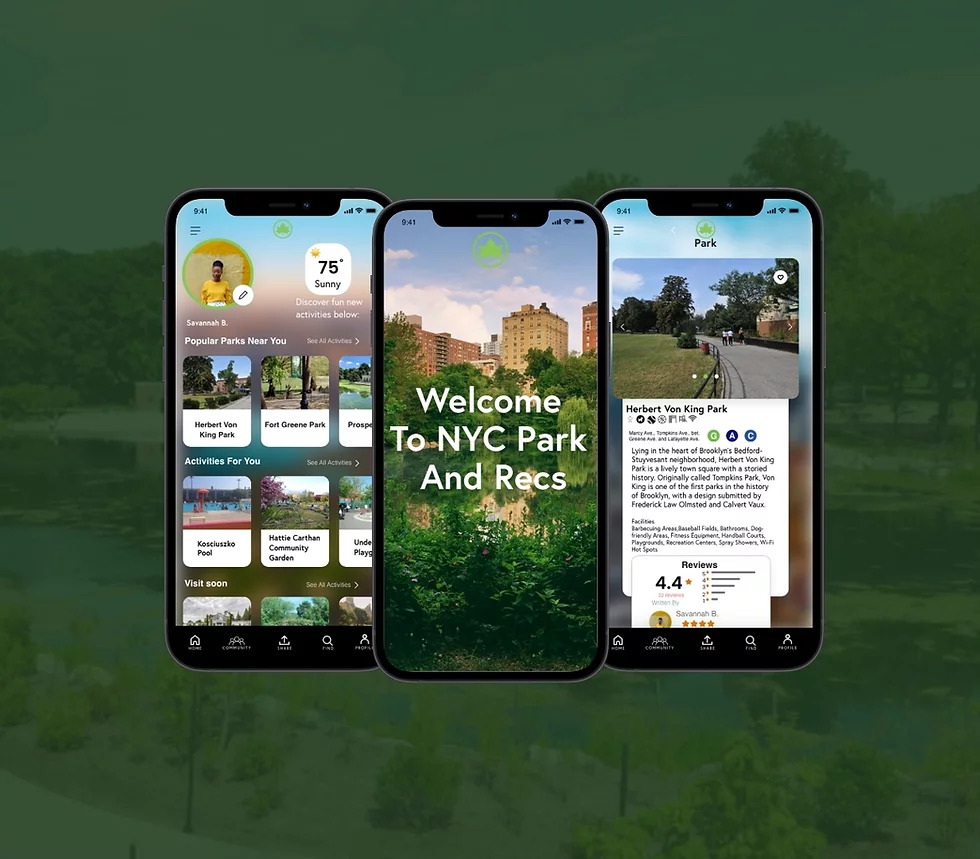 9:41
75°
Sunny
Discover fun new
activities below:
Savannah B.
Popular Parks Near You
See All Activities
Herbert Von
King Park
Fort Greene Park
Prospe
Activities For You
See All Activities
Kosciuszko
Pool
Hattie Carthan
Community
Garden
Unde
Playg
Visit soon
See All Activities
HOME
COMMUNITY
SHARE
FIND
PROFIL
9:41
Welcome
To NYC Park
And Recs
9:41
Park
Herbert Von King Park
Marcy Ave., Tompkins Ave., bet.
Greene Ave. and Lafayette Ave.
G
A
C
Lying in the heart of Brooklyn's Bedford-
Stuyvesant neighborhood, Herbert Von King
Park is a lively town square with a storied
history. Originally called Tompkins Park, Von
King is one of the first parks in the history
of Brooklyn, with a design submitted by
Frederick Law Olmsted and Calvert Vaux.
Facilities
Barbecuing Areas,Baseball Fields, Bathrooms, Dog-
friendly Areas, Fitness Equipment, Handball Courts,
Playgrounds, Recreation Centers, Spray Showers, Wi-Fi
Hot Spots
Reviews
4.4
5
4
3
2
1
reviews
Written By
Savannah B.
HOME
COMMUNITY
SHARE
FIND
PROFILE